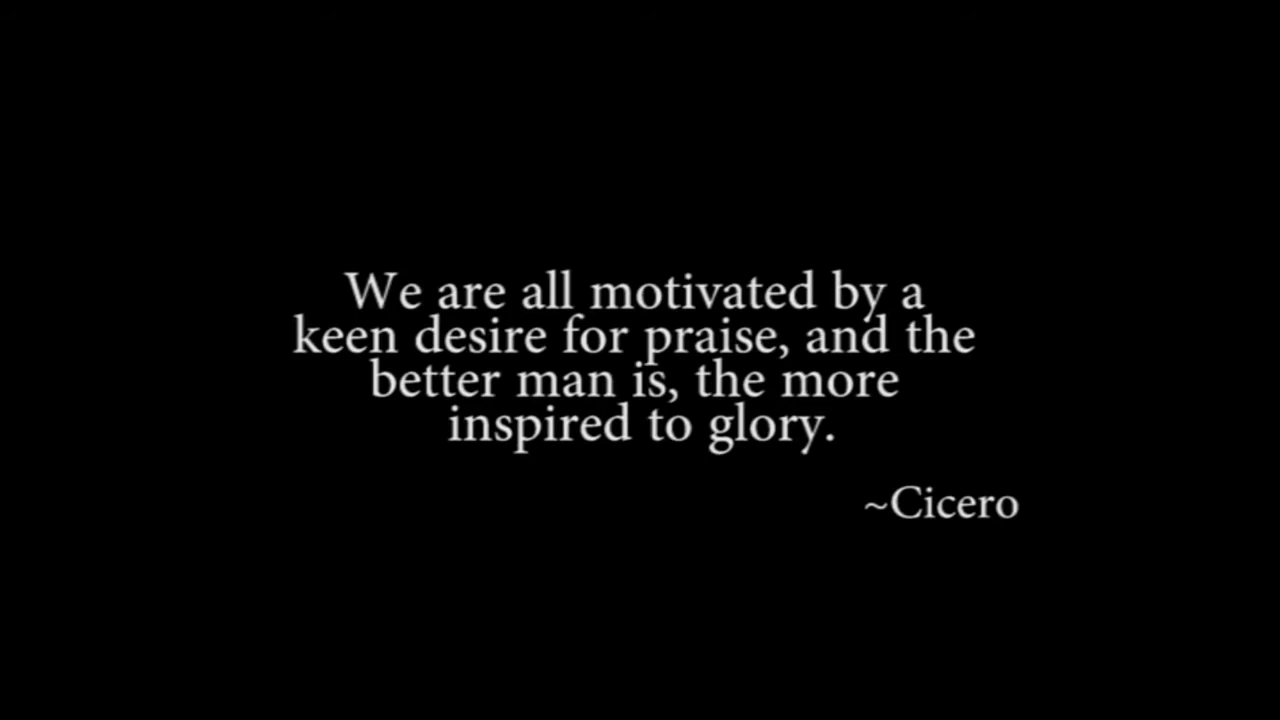 We are all motivated by a
keen desire for praise, and the
better man is, the more
inspired to glory.
~Cicero